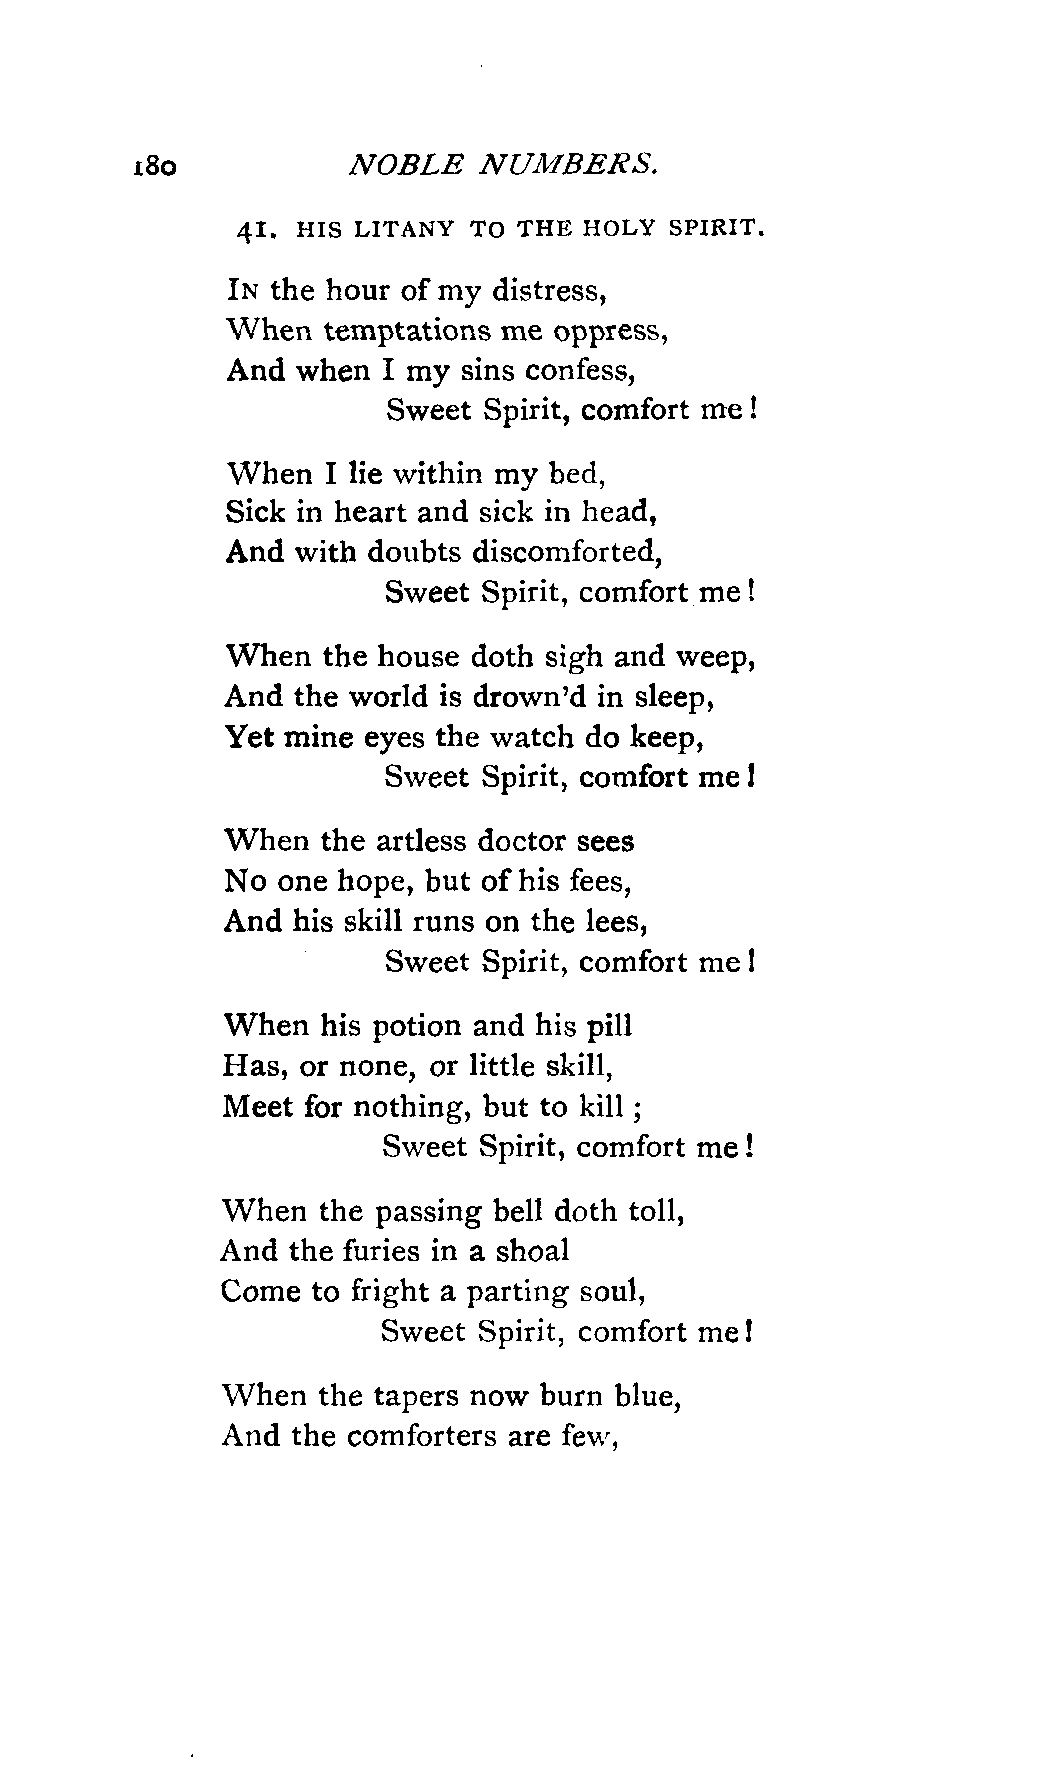 180 NOBLE NUMBERS.
41. HIS LITANY TO THE HOLY SPIRIT.
IN the hour of my distress,
When temptations me oppress,
And when I my sins confess,
Sweet Spirit, comfort me!
When I lie within my bed,
Sick in heart and sick in head,
And with doubts discomforted,
Sweet Spirit, comfort me!
When the house doth sigh and weep,
And the world is drown'd in sleep,
Yet mine eyes the watch do keep,
Sweet Spirit, comfort me!
When the artless doctor sees
No one hope, but of his fees,
And his skill runs on the lees,
Sweet Spirit, comfort me!
When his potion and his pill
Has, or none, or little skill,
Meet for nothing, but to kill;
Sweet Spirit, comfort me!
When the passing bell doth toll,
And the furies in a shoal
Come to fright a parting soul,
Sweet Spirit, comfort me!
When the tapers now burn blue,
And the comforters are few,